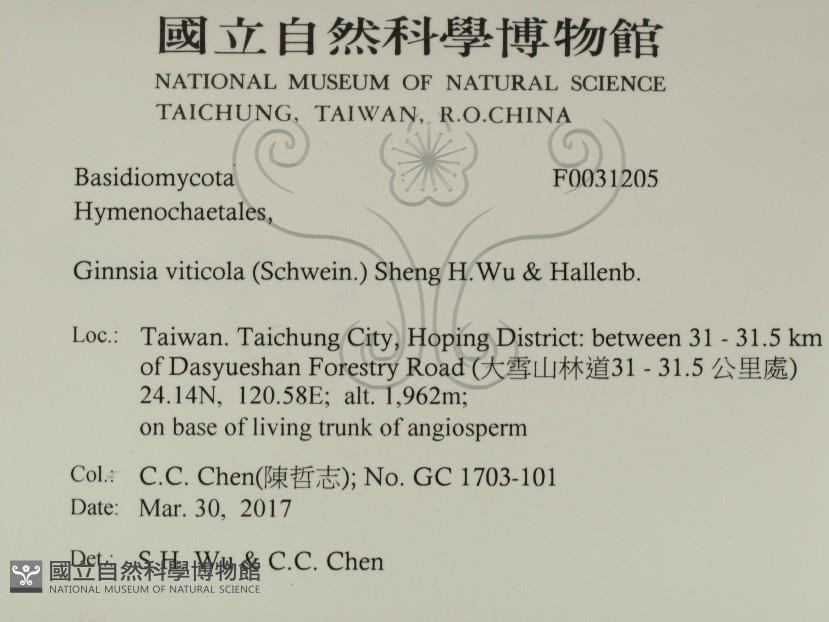 國立自然科學博物館
NATIONAL MUSEUM OF NATURAL SCIENCE
TAICHUNG, TAIWAN, R.O.CHINA
Basidiomycota F0031205
Hymenochaetales,
Ginnsia viticola (Schwein.) Sheng H.Wu & Hallenb.
Loc.: Taiwan. Taichung City, Hoping District: between 31 - 31.5 km
of Dasyueshan Forestry Road (大雪山林道31 - 31.5 公里處)
24.14N, 120.58E; alt. 1,962m;
on base of living trunk of angiosperm
Col.: C.C. Chen(陳哲志); No. GC 1703-101
Date: Mar. 30, 2017
Det.: S.H. Wu & C.C. Chen
國立自然科學博物館
NATIONAL MUSEUM OF NATURAL SCIENCE